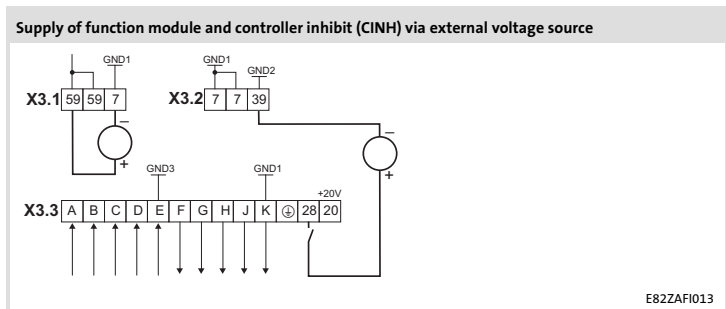 Supply of function module and controller inhibit (CINH) via external voltage source
GND1
GND1
GND2
X3.1 59 59 7
X3.2 7 7 39
−
+
−
+
GND3
GND1
+20V
X3.3 A B C D E F G H J K ⏚ 28 20
E82ZAFI013